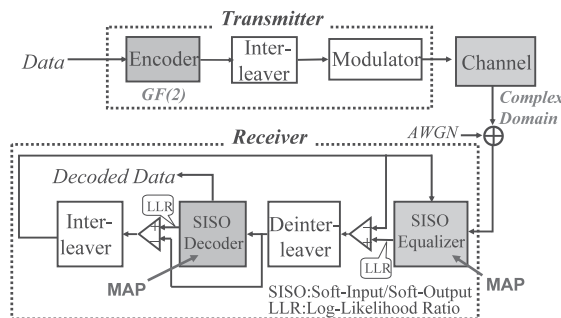 Transmitter
Data
Encoder
Inter-
leaver
Modulator
Channel
GF(2)
Complex
Domain
AWGN
Receiver
Decoded Data
LLR
Inter-
leaver
+
−
SISO
Decoder
Deinter-
leaver
−
+
SISO
Equalizer
LLR
MAP
MAP
SISO:Soft-Input/Soft-Output
LLR:Log-Likelihood Ratio